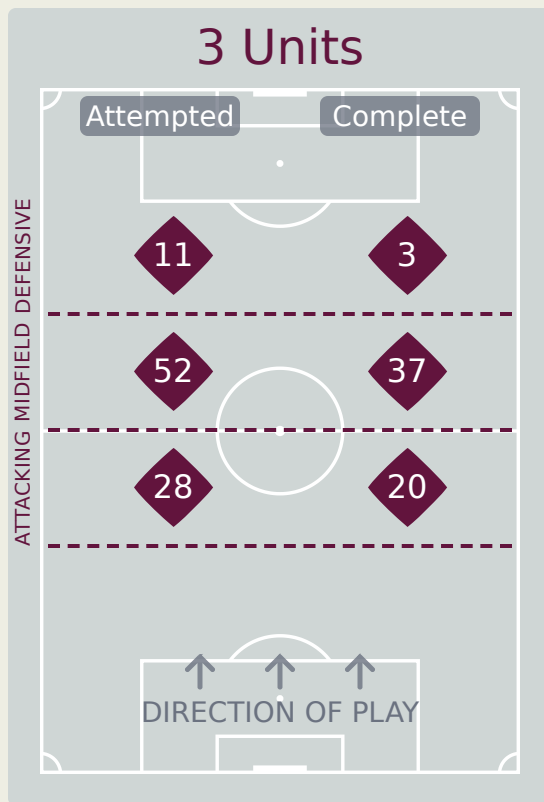 3 Units
Attempted Complete
11 3
52 37
28 20
ATTACKING MIDFIELD DEFENSIVE
DIRECTION OF PLAY